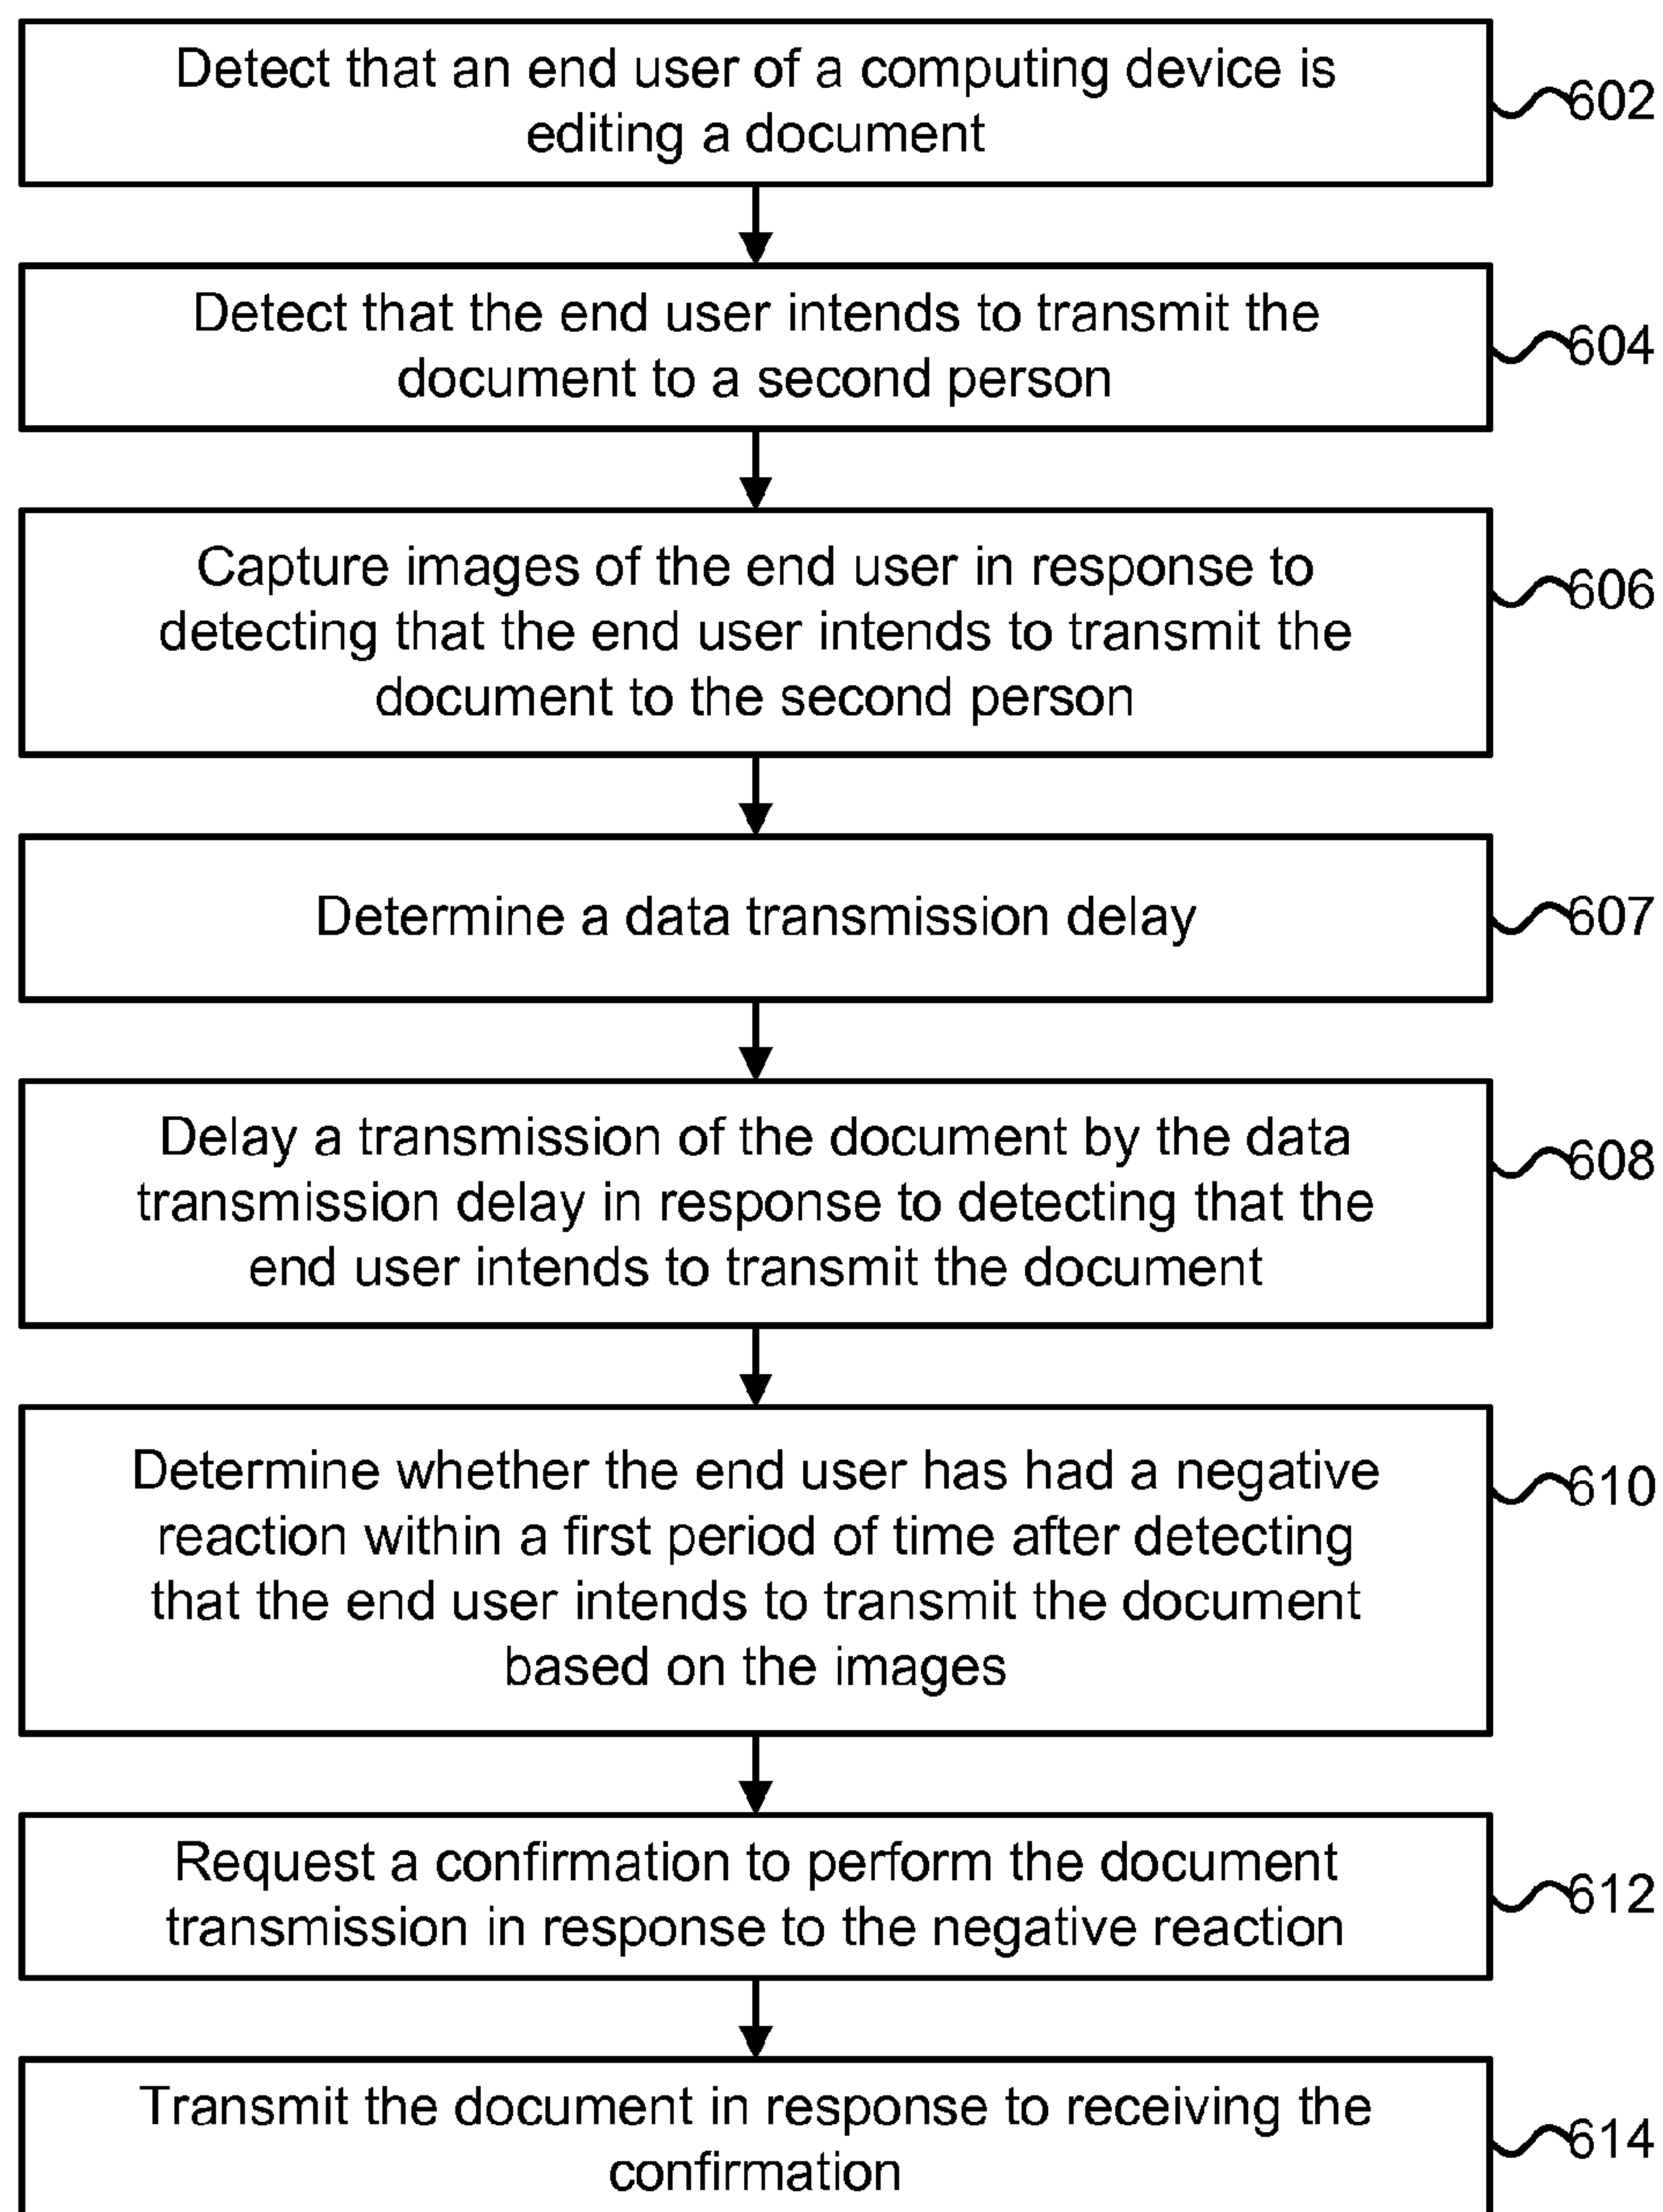 Detect that an end user of a computing device is
editing a document
602
Detect that the end user intends to transmit the
document to a second person
604
Capture images of the end user in response to
detecting that the end user intends to transmit the
document to the second person
606
Determine a data transmission delay
607
Delay a transmission of the document by the data
transmission delay in response to detecting that the
end user intends to transmit the document
608
Determine whether the end user has had a negative
reaction within a first period of time after detecting
that the end user intends to transmit the document
based on the images
610
Request a confirmation to perform the document
transmission in response to the negative reaction
612
Transmit the document in response to receiving the
confirmation
614